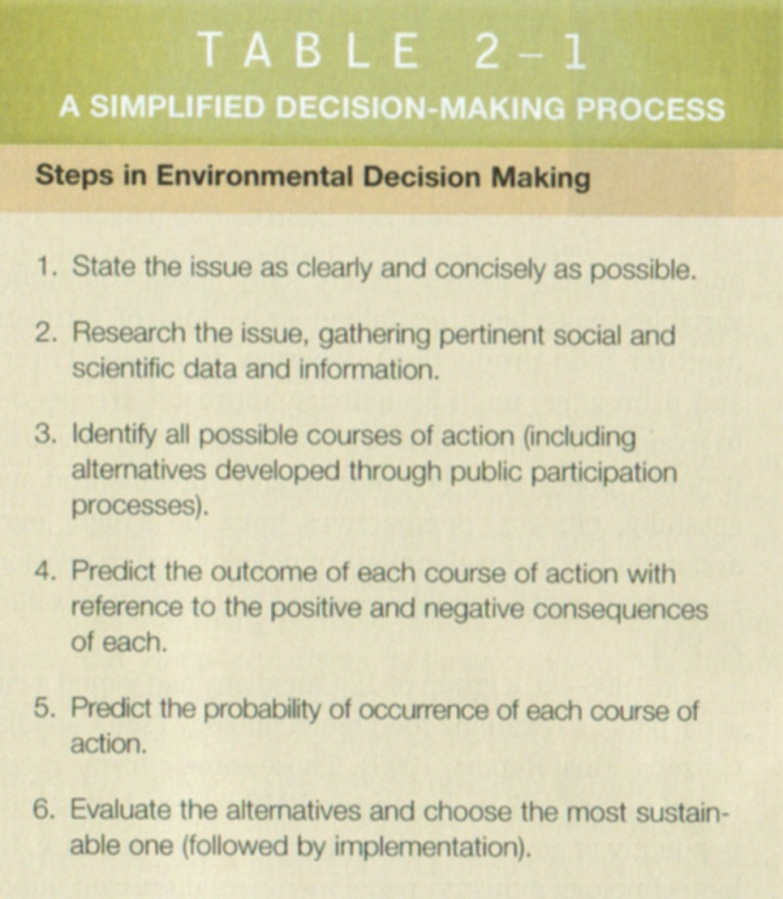 TABLE 2–1
A SIMPLIFIED DECISION-MAKING PROCESS
Steps in Environmental Decision Making
1. State the issue as clearly and concisely as possible.
2. Research the issue, gathering pertinent social and
scientific data and information.
3. Identify all possible courses of action (including
alternatives developed through public participation
processes).
4. Predict the outcome of each course of action with
reference to the positive and negative consequences
of each.
5. Predict the probability of occurrence of each course of
action.
6. Evaluate the alternatives and choose the most sustain-
able one (followed by implementation).